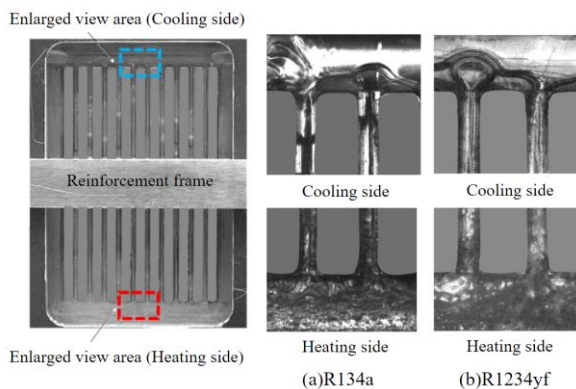 Enlarged view area (Cooling side)
Reinforcement frame
Enlarged view area (Heating side)
Cooling side
Cooling side
Heating side
Heating side
(a)R134a
(b)R1234yf